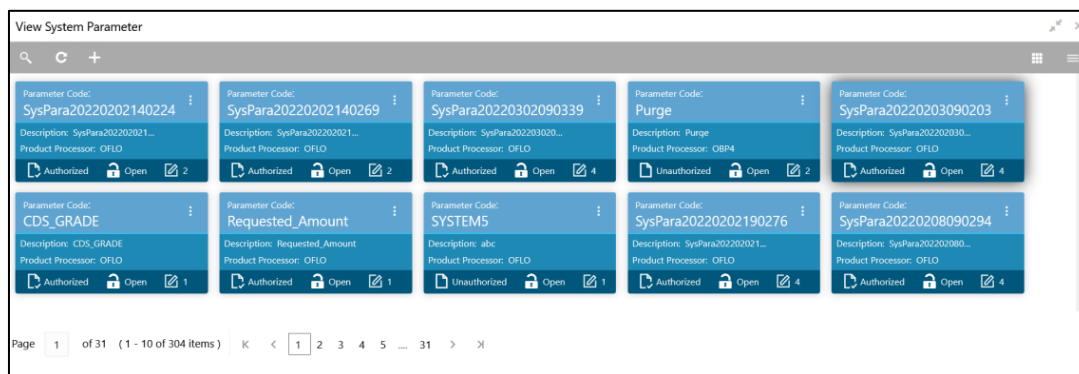 View System Parameter
Parameter Code: Parameter Code: Parameter Code: Parameter Code: Parameter Code:
SysPara20220202140224 SysPara20220202140269 SysPara20220302090339 Purge SysPara20220203090203
Description: SysPara202202021... Description: SysPara202202021... Description: SysPara202203020... Description: Purge Description: SysPara202202030...
Product Processor: OFLO Product Processor: OFLO Product Processor: OFLO Product Processor: OBP4 Product Processor: OFLO
Authorized Open 2 Authorized Open 2 Authorized Open 4 Unauthorized Open 2 Authorized Open 4
Parameter Code: Parameter Code: Parameter Code: Parameter Code: Parameter Code:
CDS_GRADE Requested_Amount SYSTEM5 SysPara20220202190276 SysPara20220208090294
Description: CDS_GRADE Description: Requested_Amount Description: abc Description: SysPara202202021... Description: SysPara202202080...
Product Processor: OFLO Product Processor: OFLO Product Processor: OFLO Product Processor: OFLO Product Processor: OFLO
Authorized Open 1 Authorized Open 1 Unauthorized Open 1 Authorized Open 4 Authorized Open 4
Page 1 of 31 (1 - 10 of 304 items) 1 2 3 4 5 ... 31